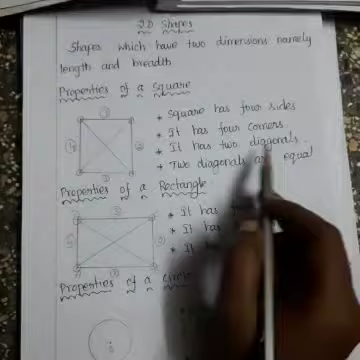 2D Shapes
Shapes which have two dimensions namely
length and breadth
Properties of a Square
* Square has four sides
* It has four corners
* It has two diagonals
* Two diagonals are equal
Properties of a Rectangle
* It has
* It has
* It has
Properties of a Circle